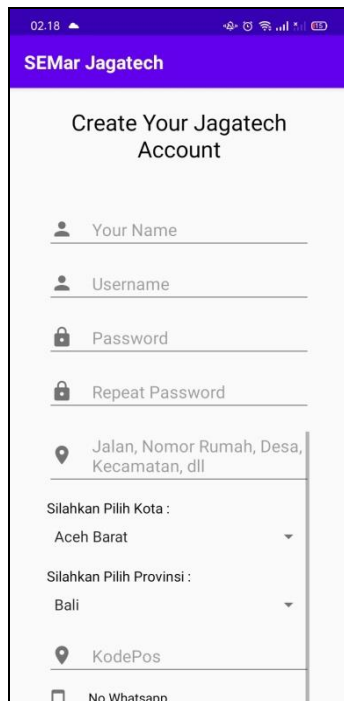 02.18
SEMar Jagatech
Create Your Jagatech
Account
Your Name
Username
Password
Repeat Password
Jalan, Nomor Rumah, Desa,
Kecamatan, dll
Silahkan Pilih Kota :
Aceh Barat
Silahkan Pilih Provinsi :
Bali
KodePos
No Whatsapp